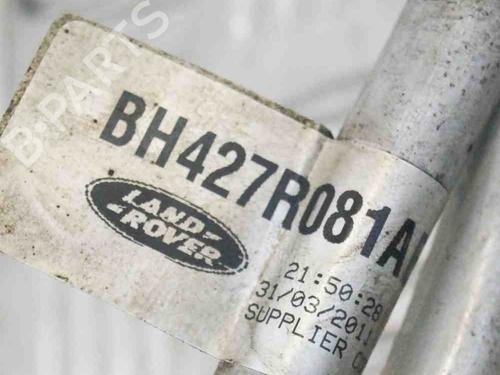 B-PARTS
BH427R081A
LAND
ROVER
21:50:28
31/03/2011
SUPPLIER